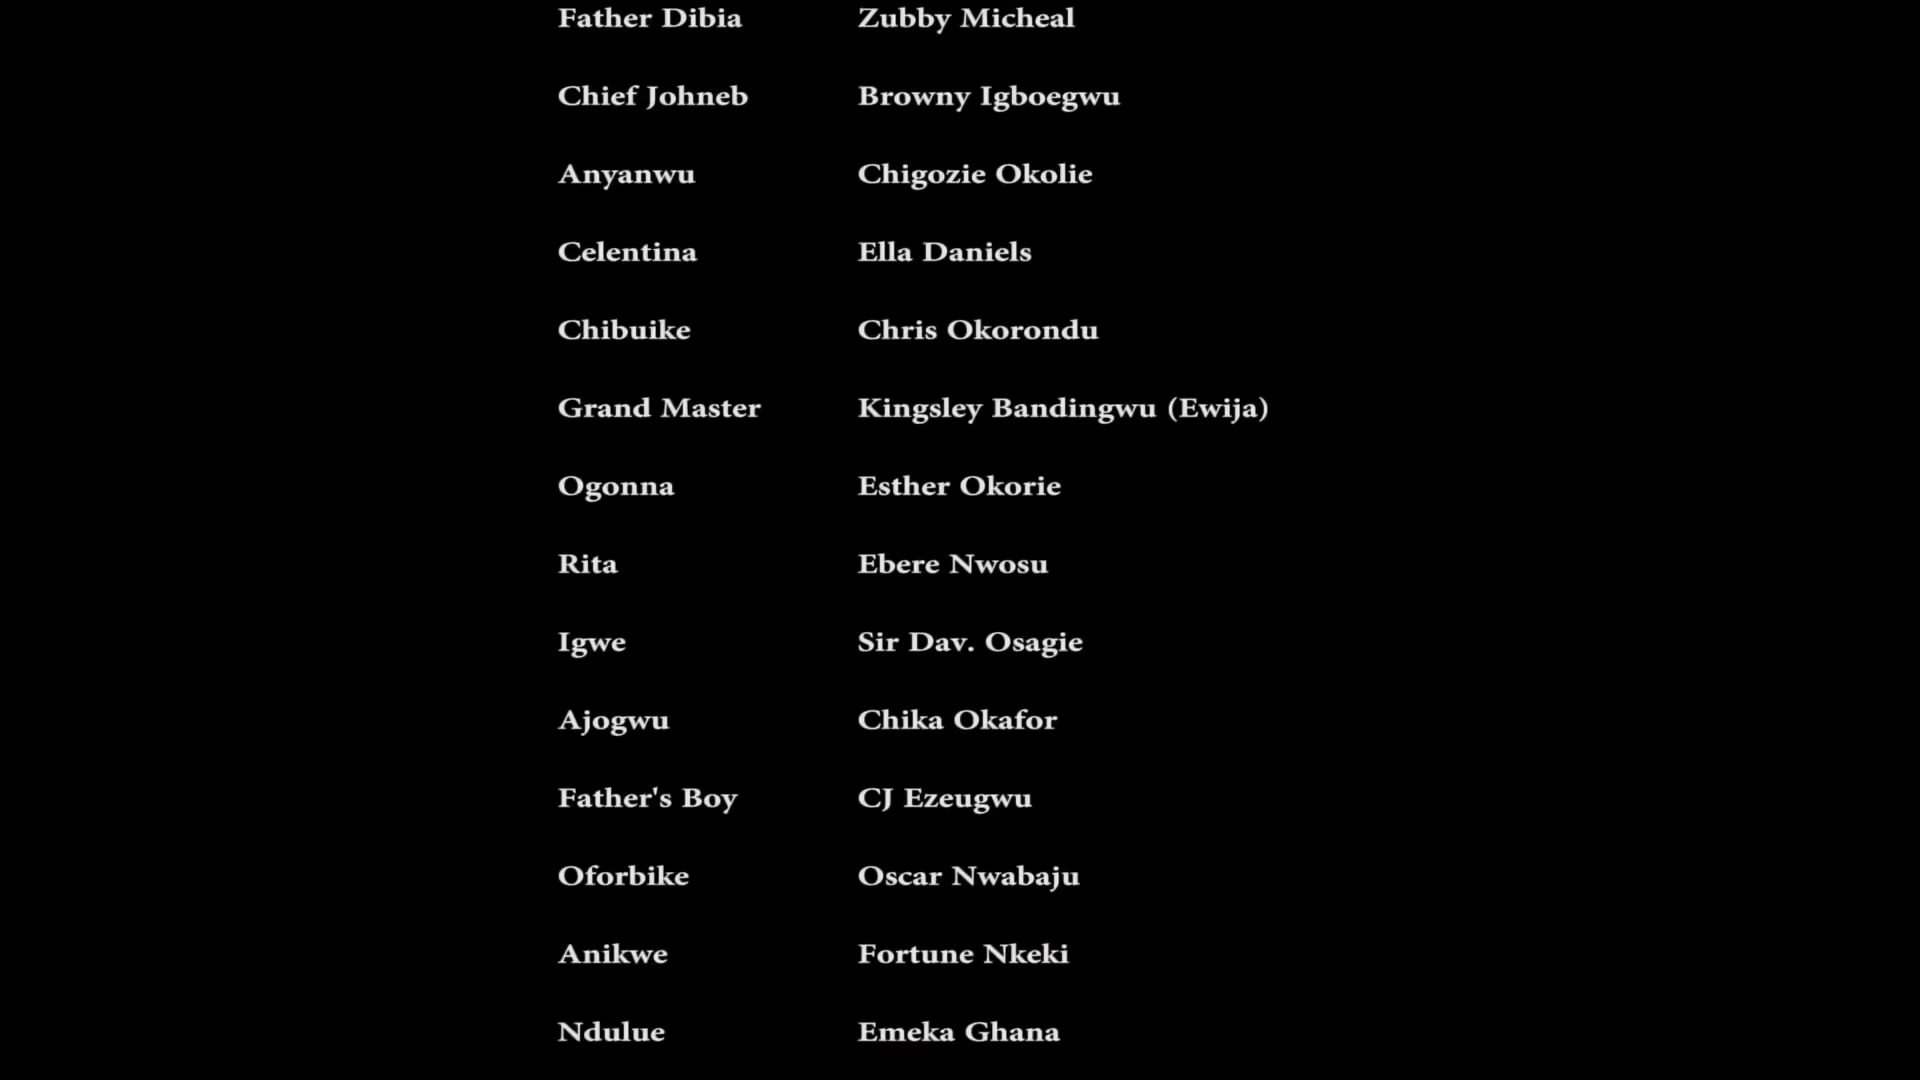 Father Dibia Zubby Micheal
Chief Johneb Browny Igboegwu
Anyanwu Chigozie Okolie
Celentina Ella Daniels
Chibuike Chris Okorondu
Grand Master Kingsley Bandingwu (Ewija)
Ogonna Esther Okorie
Rita Ebere Nwosu
Igwe Sir Dav. Osagie
Ajogwu Chika Okafor
Father's Boy CJ Ezeugwu
Oforbike Oscar Nwabaju
Anikwe Fortune Nkeki
Ndulue Emeka Ghana